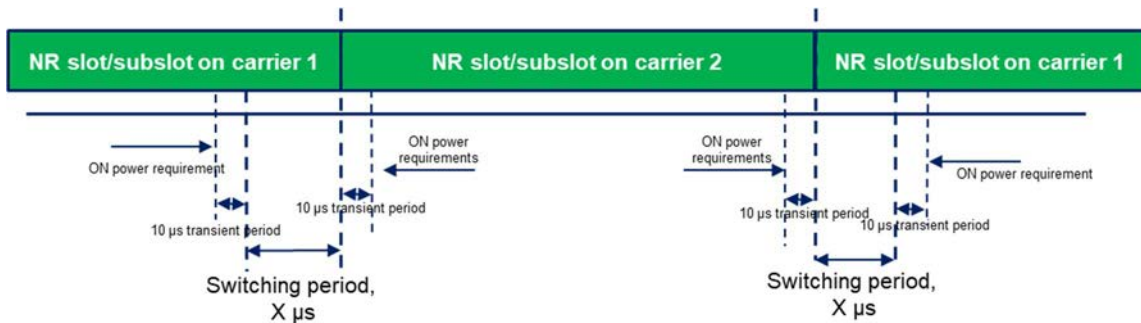 NR slot/subslot on carrier 1
NR slot/subslot on carrier 2
NR slot/subslot on carrier 1
ON power requirement
10 µs transient period
ON power
requirements
10 µs transient period
Switching period,
X µs
ON power
requirements
10 µs transient period
ON power requirement
10 µs transient period
Switching period,
X µs